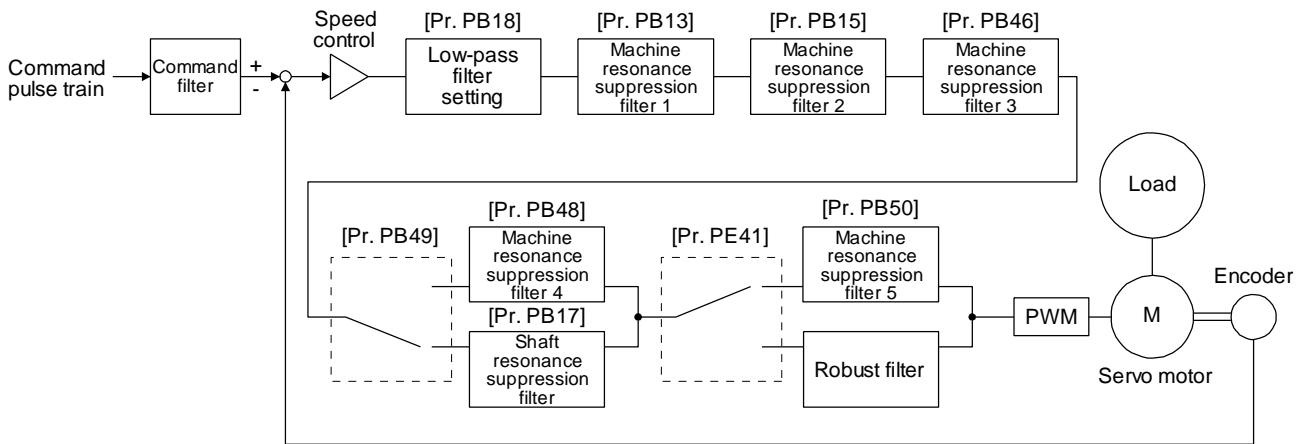 Speed
control
[Pr. PB18]
[Pr. PB13]
[Pr. PB15]
[Pr. PB46]
Command
pulse train
Command
filter
+
-
Low-pass
filter
setting
Machine
resonance
suppression
filter 1
Machine
resonance
suppression
filter 2
Machine
resonance
suppression
filter 3
Load
[Pr. PB49]
[Pr. PB48]
Machine
resonance
suppression
filter 4
[Pr. PB17]
Shaft
resonance
suppression
filter
[Pr. PE41]
[Pr. PB50]
Machine
resonance
suppression
filter 5
Robust filter
PWM
M
Servo motor
Encoder